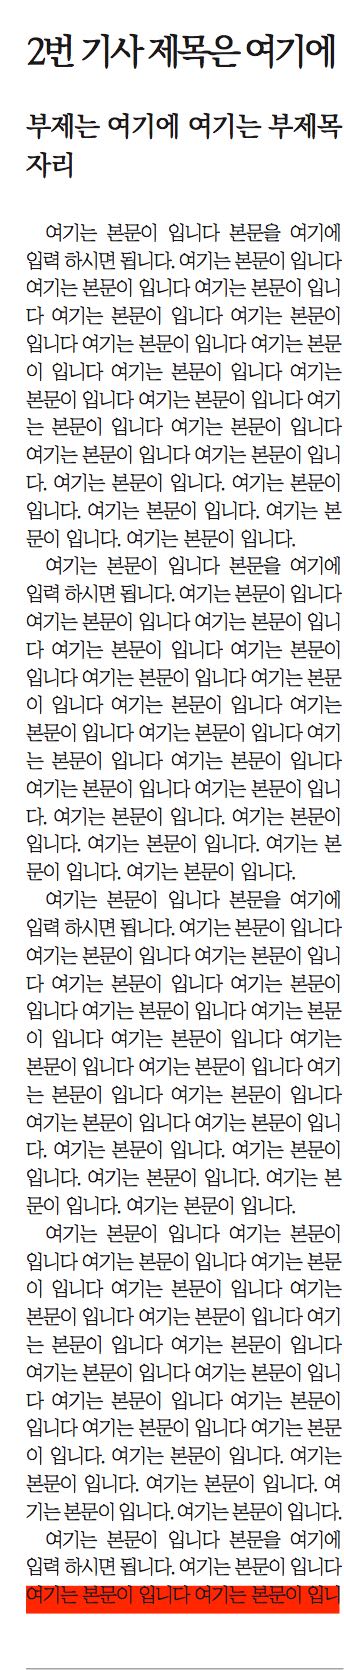 2번 기사 제목은 여기에
부제는 여기에 여기는 부제목
자리
여기는 본문이 입니다 본문을 여기에
입력 하시면 됩니다. 여기는 본문이 입니다
여기는 본문이 입니다 여기는 본문이 입니
다 여기는 본문이 입니다 여기는 본문이
입니다 여기는 본문이 입니다 여기는 본문
이 입니다 여기는 본문이 입니다 여기는
본문이 입니다 여기는 본문이 입니다 여기
는 본문이 입니다 여기는 본문이 입니다
여기는 본문이 입니다 여기는 본문이 입니
다. 여기는 본문이 입니다. 여기는 본문이
입니다. 여기는 본문이 입니다. 여기는 본
문이 입니다. 여기는 본문이 입니다.
여기는 본문이 입니다 본문을 여기에
입력 하시면 됩니다. 여기는 본문이 입니다
여기는 본문이 입니다 여기는 본문이 입니
다 여기는 본문이 입니다 여기는 본문이
입니다 여기는 본문이 입니다 여기는 본문
이 입니다 여기는 본문이 입니다 여기는
본문이 입니다 여기는 본문이 입니다 여기
는 본문이 입니다 여기는 본문이 입니다
여기는 본문이 입니다 여기는 본문이 입니
다. 여기는 본문이 입니다. 여기는 본문이
입니다. 여기는 본문이 입니다. 여기는 본
문이 입니다. 여기는 본문이 입니다.
여기는 본문이 입니다 본문을 여기에
입력 하시면 됩니다. 여기는 본문이 입니다
여기는 본문이 입니다 여기는 본문이 입니
다 여기는 본문이 입니다 여기는 본문이
입니다 여기는 본문이 입니다 여기는 본문
이 입니다 여기는 본문이 입니다 여기는
본문이 입니다 여기는 본문이 입니다 여기
는 본문이 입니다 여기는 본문이 입니다
여기는 본문이 입니다 여기는 본문이 입니
다. 여기는 본문이 입니다. 여기는 본문이
입니다. 여기는 본문이 입니다. 여기는 본
문이 입니다. 여기는 본문이 입니다.
여기는 본문이 입니다 여기는 본문이
입니다 여기는 본문이 입니다 여기는 본문
이 입니다 여기는 본문이 입니다 여기는
본문이 입니다 여기는 본문이 입니다 여기
는 본문이 입니다 여기는 본문이 입니다
여기는 본문이 입니다 여기는 본문이 입니
다 여기는 본문이 입니다 여기는 본문이
입니다 여기는 본문이 입니다 여기는 본문
이 입니다. 여기는 본문이 입니다. 여기는
본문이 입니다. 여기는 본문이 입니다. 여
기는 본문이 입니다. 여기는 본문이 입니다.
여기는 본문이 입니다 본문을 여기에
입력 하시면 됩니다. 여기는 본문이 입니다
여기는 본문이 입니다 여기는 본문이 입니